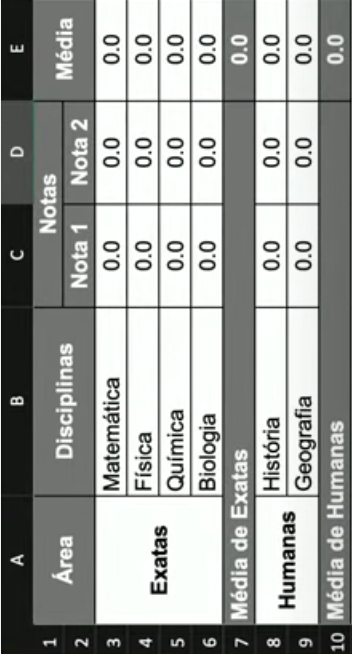 A B C D E
1 Área Disciplinas Notas Média
2 Nota 1 Nota 2
3 Exatas Matemática 0.0 0.0 0.0
4 Física 0.0 0.0 0.0
5 Química 0.0 0.0 0.0
6 Biologia 0.0 0.0 0.0
7 Média de Exatas 0.0
8 Humanas História 0.0 0.0 0.0
9 Geografia 0.0 0.0 0.0
10 Média de Humanas 0.0